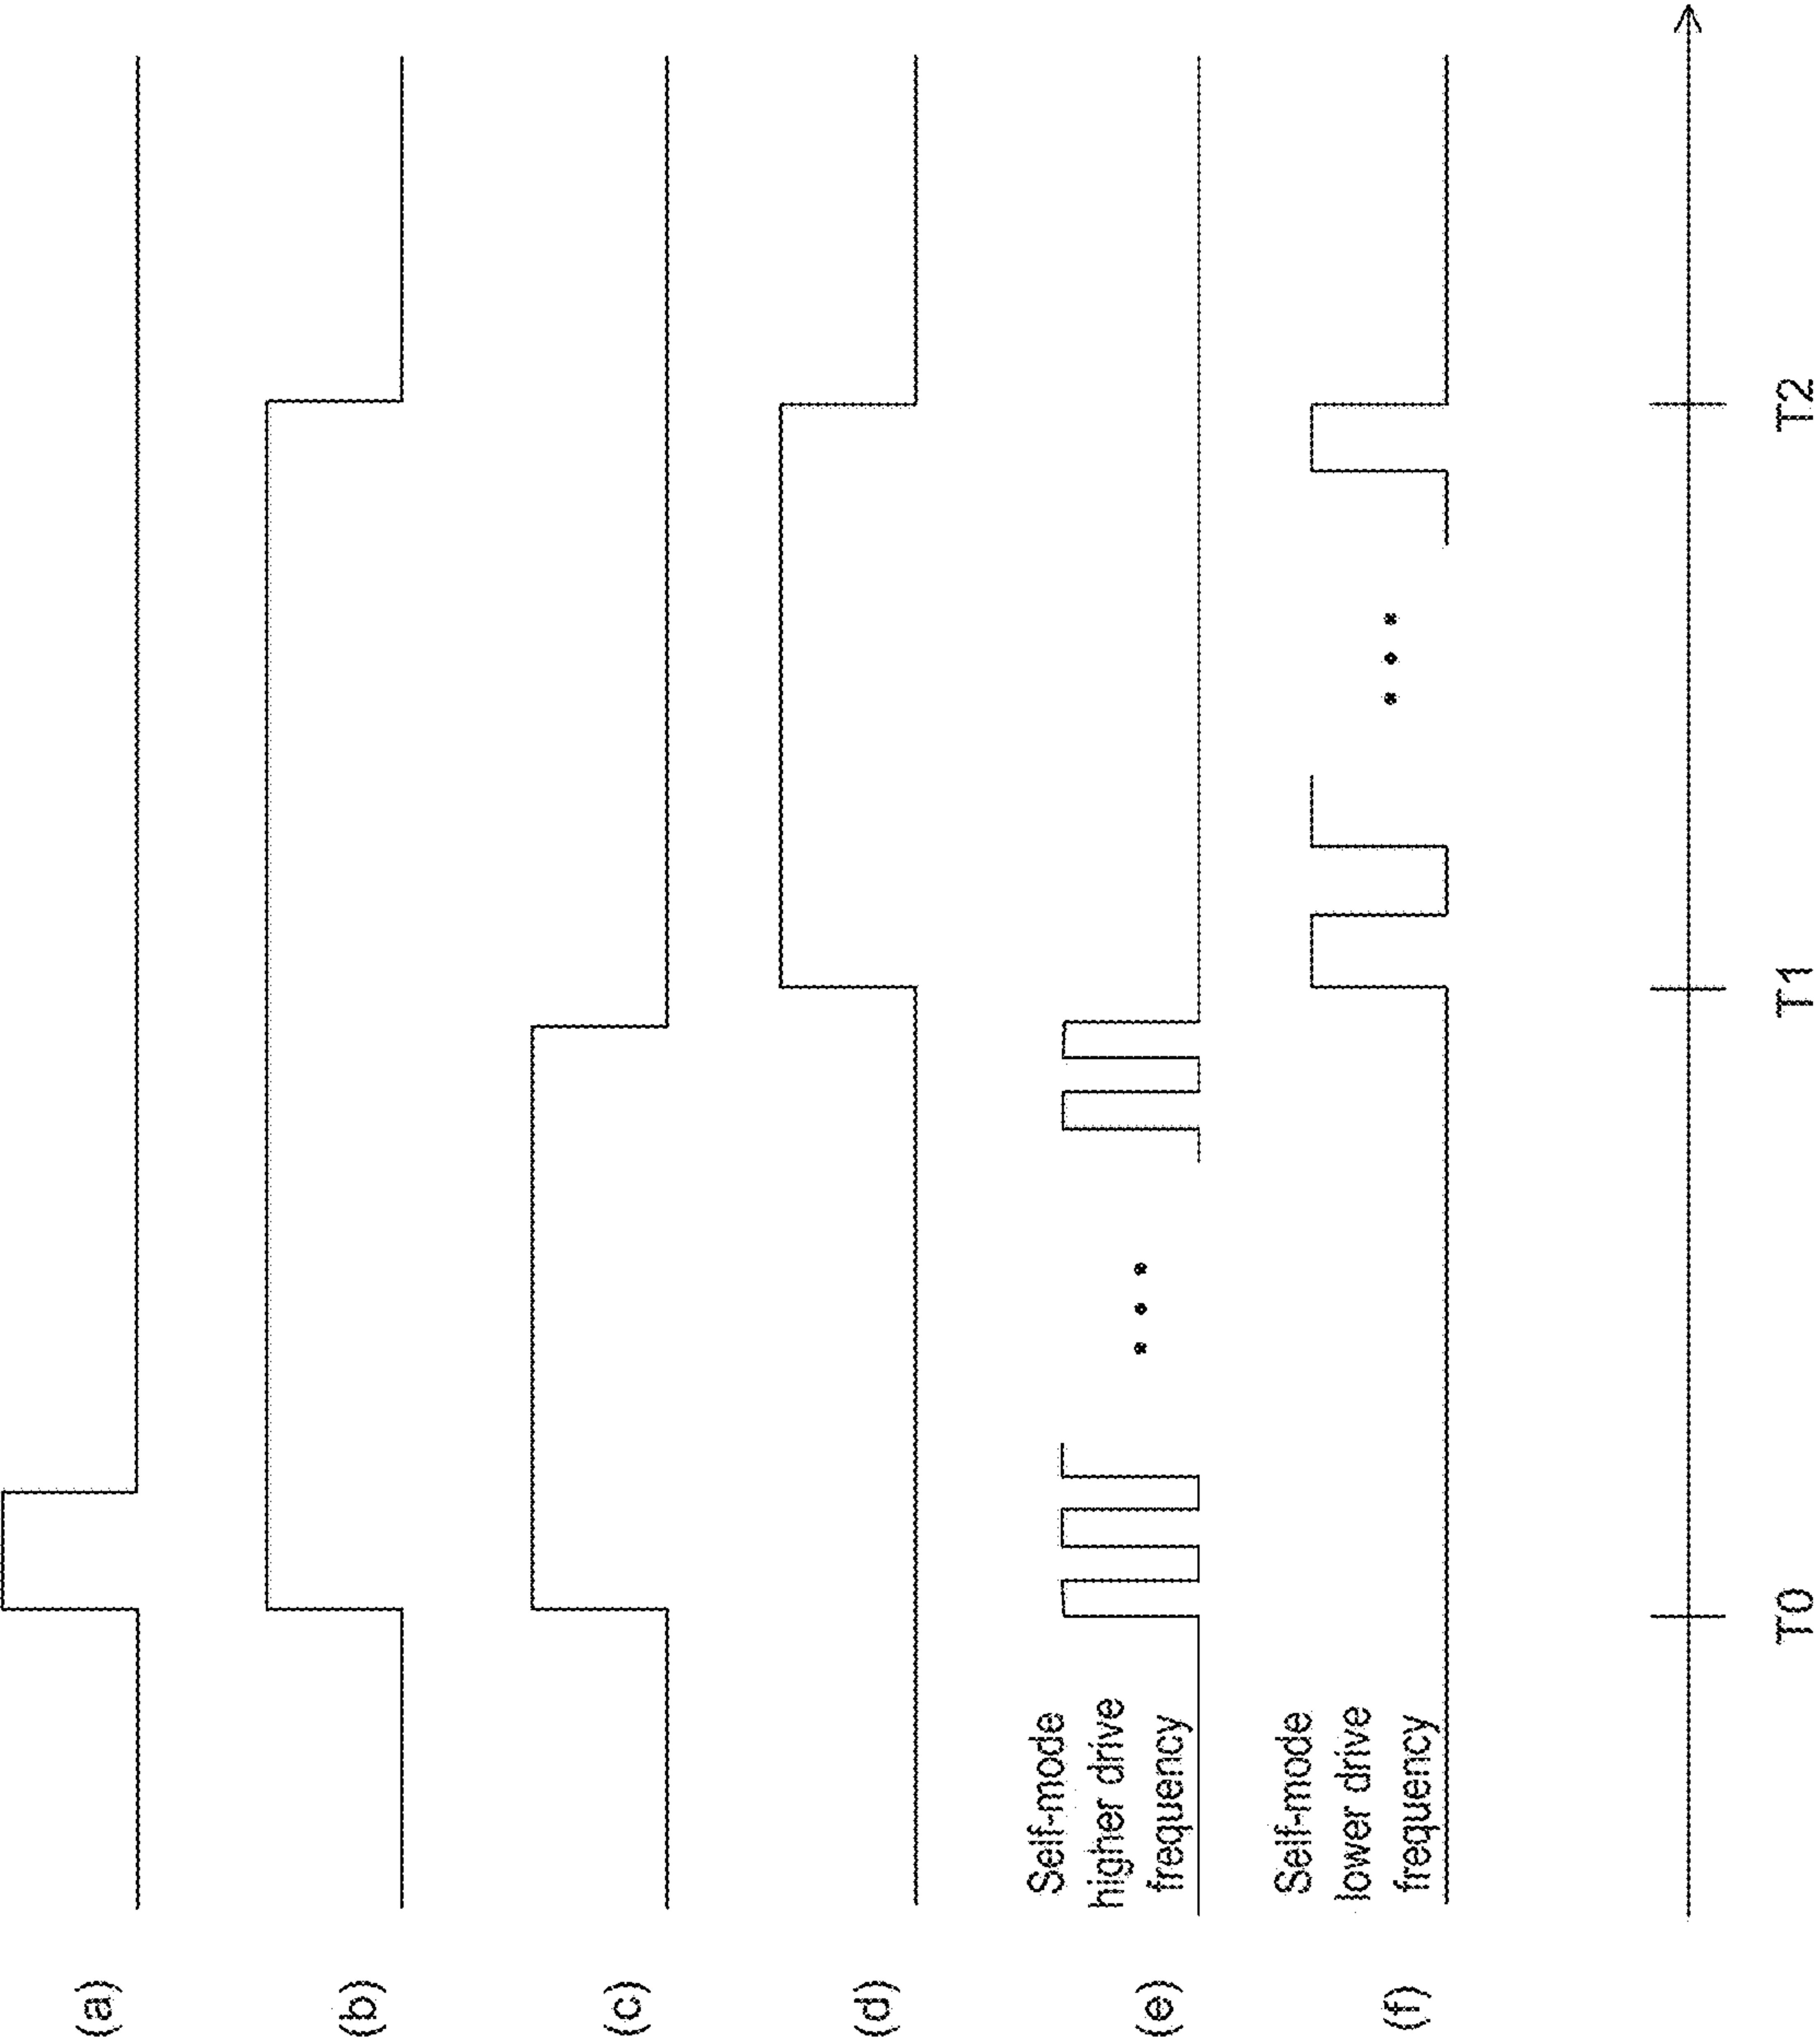 (a)
(b)
(c)
(d)
(e)
Self-mode
higher drive
frequency
(f)
Self-mode
lower drive
frequency
T0
T1
T2